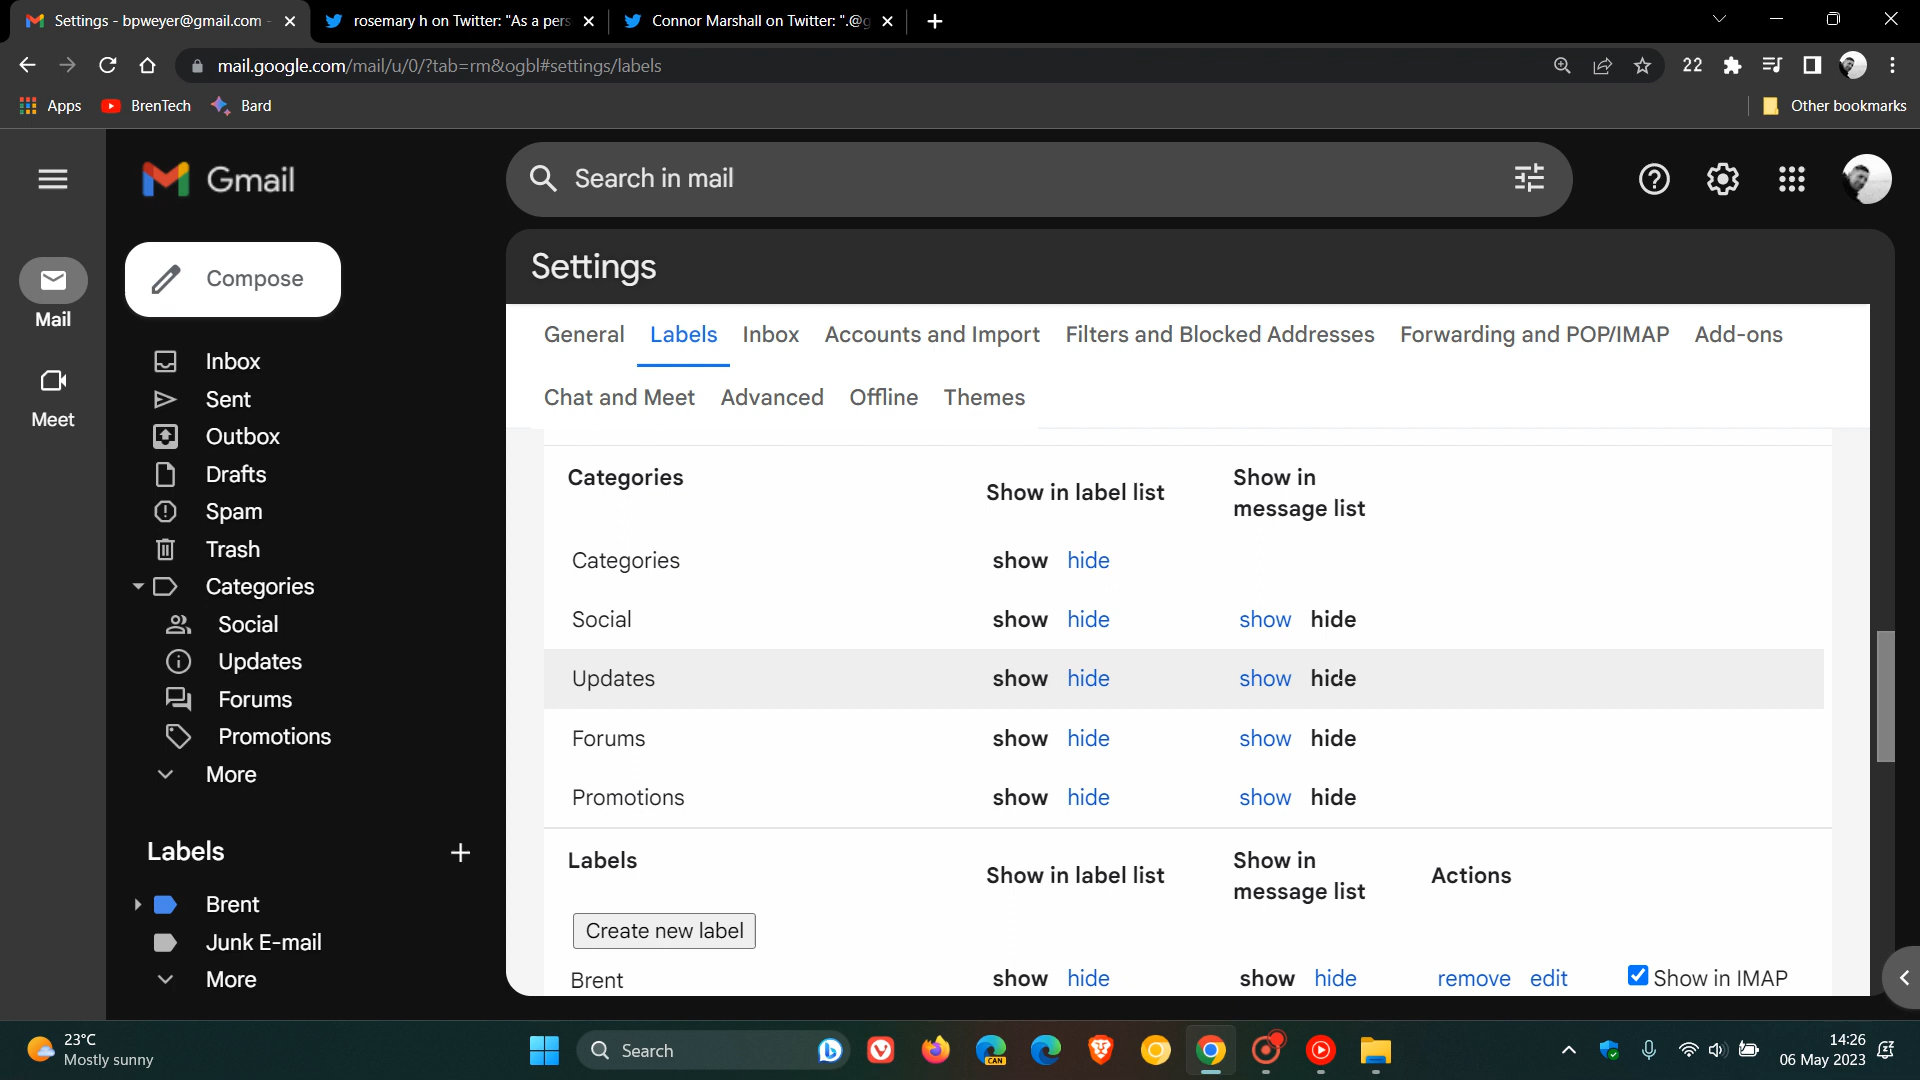 Settings - bpweyer@gmail.com -
rosemary h on Twitter: "As a pers
Connor Marshall on Twitter: ".@g
mail.google.com/mail/u/0/?tab=rm&ogbl#settings/labels
22
Apps
BrenTech
Bard
Other bookmarks
Gmail
Search in mail
Compose
Mail
Meet
Inbox
Sent
Outbox
Drafts
Spam
Trash
Categories
Social
Updates
Forums
Promotions
More
Labels
Brent
Junk E-mail
More
Settings
General Labels Inbox Accounts and Import Filters and Blocked Addresses Forwarding and POP/IMAP Add-ons
Chat and Meet Advanced Offline Themes
Categories Show in label list Show in
message list
Categories show hide
Social show hide show hide
Updates show hide show hide
Forums show hide show hide
Promotions show hide show hide
Labels Show in label list Show in
message list Actions
Create new label
Brent show hide show hide remove edit Show in IMAP
23°C
Mostly sunny
Search
CAN
14:26
06 May 2023